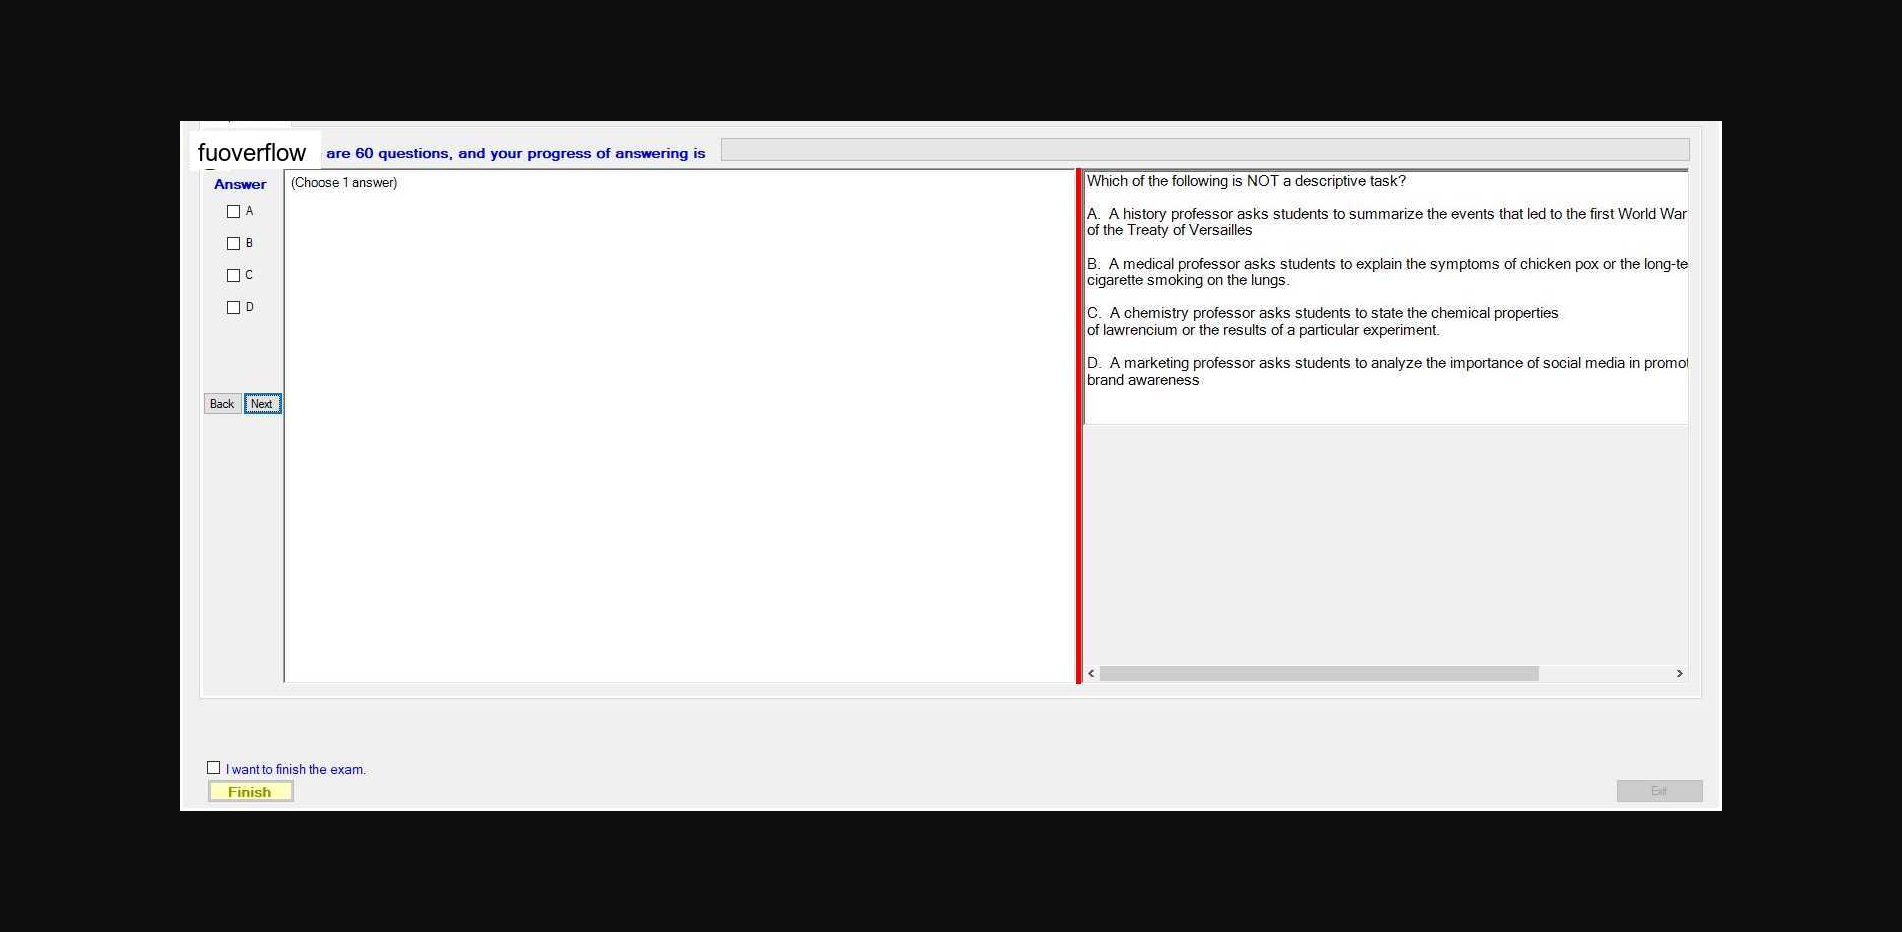 fuoverflow are 60 questions, and your progress of answering is
Answer
A
B
C
D
Back Next
(Choose 1 answer)
Which of the following is NOT a descriptive task?
A. A history professor asks students to summarize the events that led to the first World War
of the Treaty of Versailles
B. A medical professor asks students to explain the symptoms of chicken pox or the long-te
cigarette smoking on the lungs.
C. A chemistry professor asks students to state the chemical properties
of lawrencium or the results of a particular experiment.
D. A marketing professor asks students to analyze the importance of social media in promot
brand awareness
I want to finish the exam.
Finish
Exit